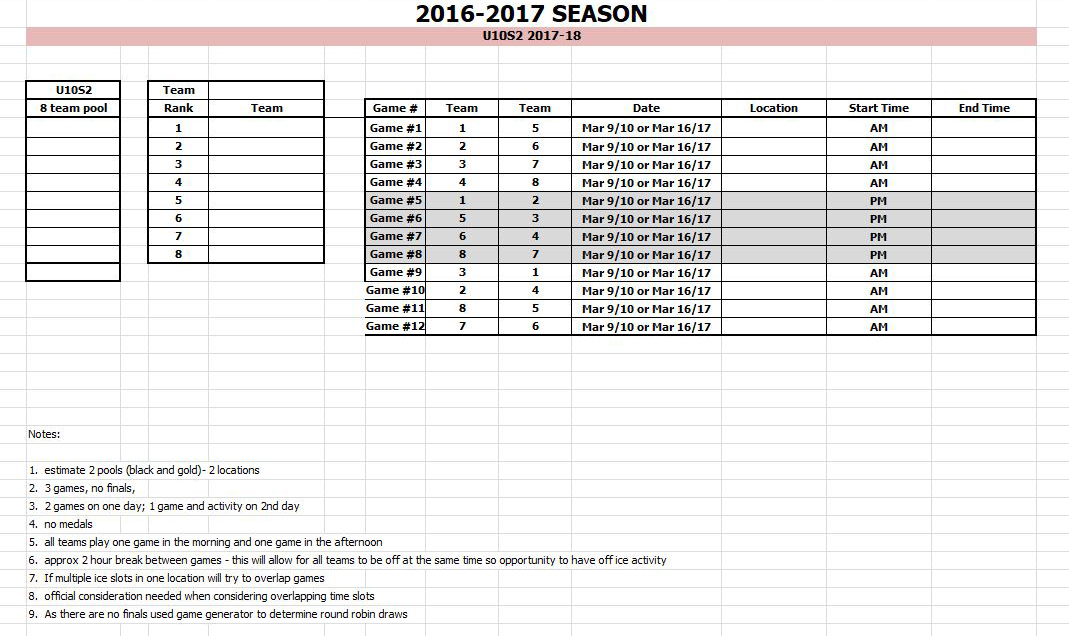 2016-2017 SEASON
U10S2 2017-18
U10S2
8 team pool
Team
Rank Team
1
2
3
4
5
6
7
8
Game # Team Team Date Location Start Time End Time
Game #1 1 5 Mar 9/10 or Mar 16/17 AM
Game #2 2 6 Mar 9/10 or Mar 16/17 AM
Game #3 3 7 Mar 9/10 or Mar 16/17 AM
Game #4 4 8 Mar 9/10 or Mar 16/17 AM
Game #5 1 2 Mar 9/10 or Mar 16/17 PM
Game #6 5 3 Mar 9/10 or Mar 16/17 PM
Game #7 6 4 Mar 9/10 or Mar 16/17 PM
Game #8 8 7 Mar 9/10 or Mar 16/17 PM
Game #9 3 1 Mar 9/10 or Mar 16/17 AM
Game #10 2 4 Mar 9/10 or Mar 16/17 AM
Game #11 8 5 Mar 9/10 or Mar 16/17 AM
Game #12 7 6 Mar 9/10 or Mar 16/17 AM
Notes:
1. estimate 2 pools (black and gold)- 2 locations
2. 3 games, no finals,
3. 2 games on one day; 1 game and activity on 2nd day
4. no medals
5. all teams play one game in the morning and one game in the afternoon
6. approx 2 hour break between games - this will allow for all teams to be off at the same time so opportunity to have off ice activity
7. If multiple ice slots in one location will try to overlap games
8. official consideration needed when considering overlapping time slots
9. As there are no finals used game generator to determine round robin draws